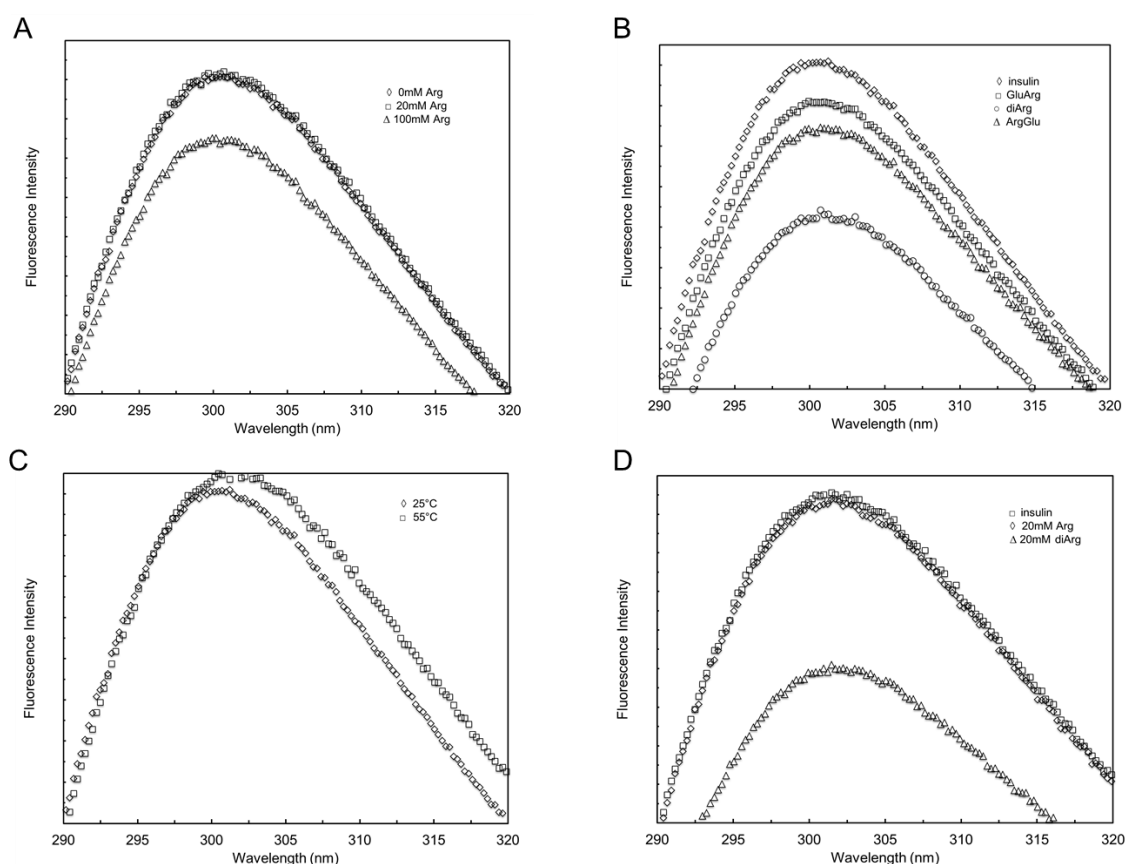 A
Fluorescence Intensity
0mM Arg
20mM Arg
100mM Arg
290 295 300 305 310 315 320
Wavelength (nm)
B
Fluorescence Intensity
insulin
GluArg
diArg
ArgGlu
290 295 300 305 310 315 320
Wavelength (nm)
C
Fluorescence Intensity
25°C
55°C
290 295 300 305 310 315 320
Wavelength (nm)
D
Fluorescence Intensity
insulin
20mM Arg
20mM diArg
290 295 300 305 310 315 320
Wavelength (nm)